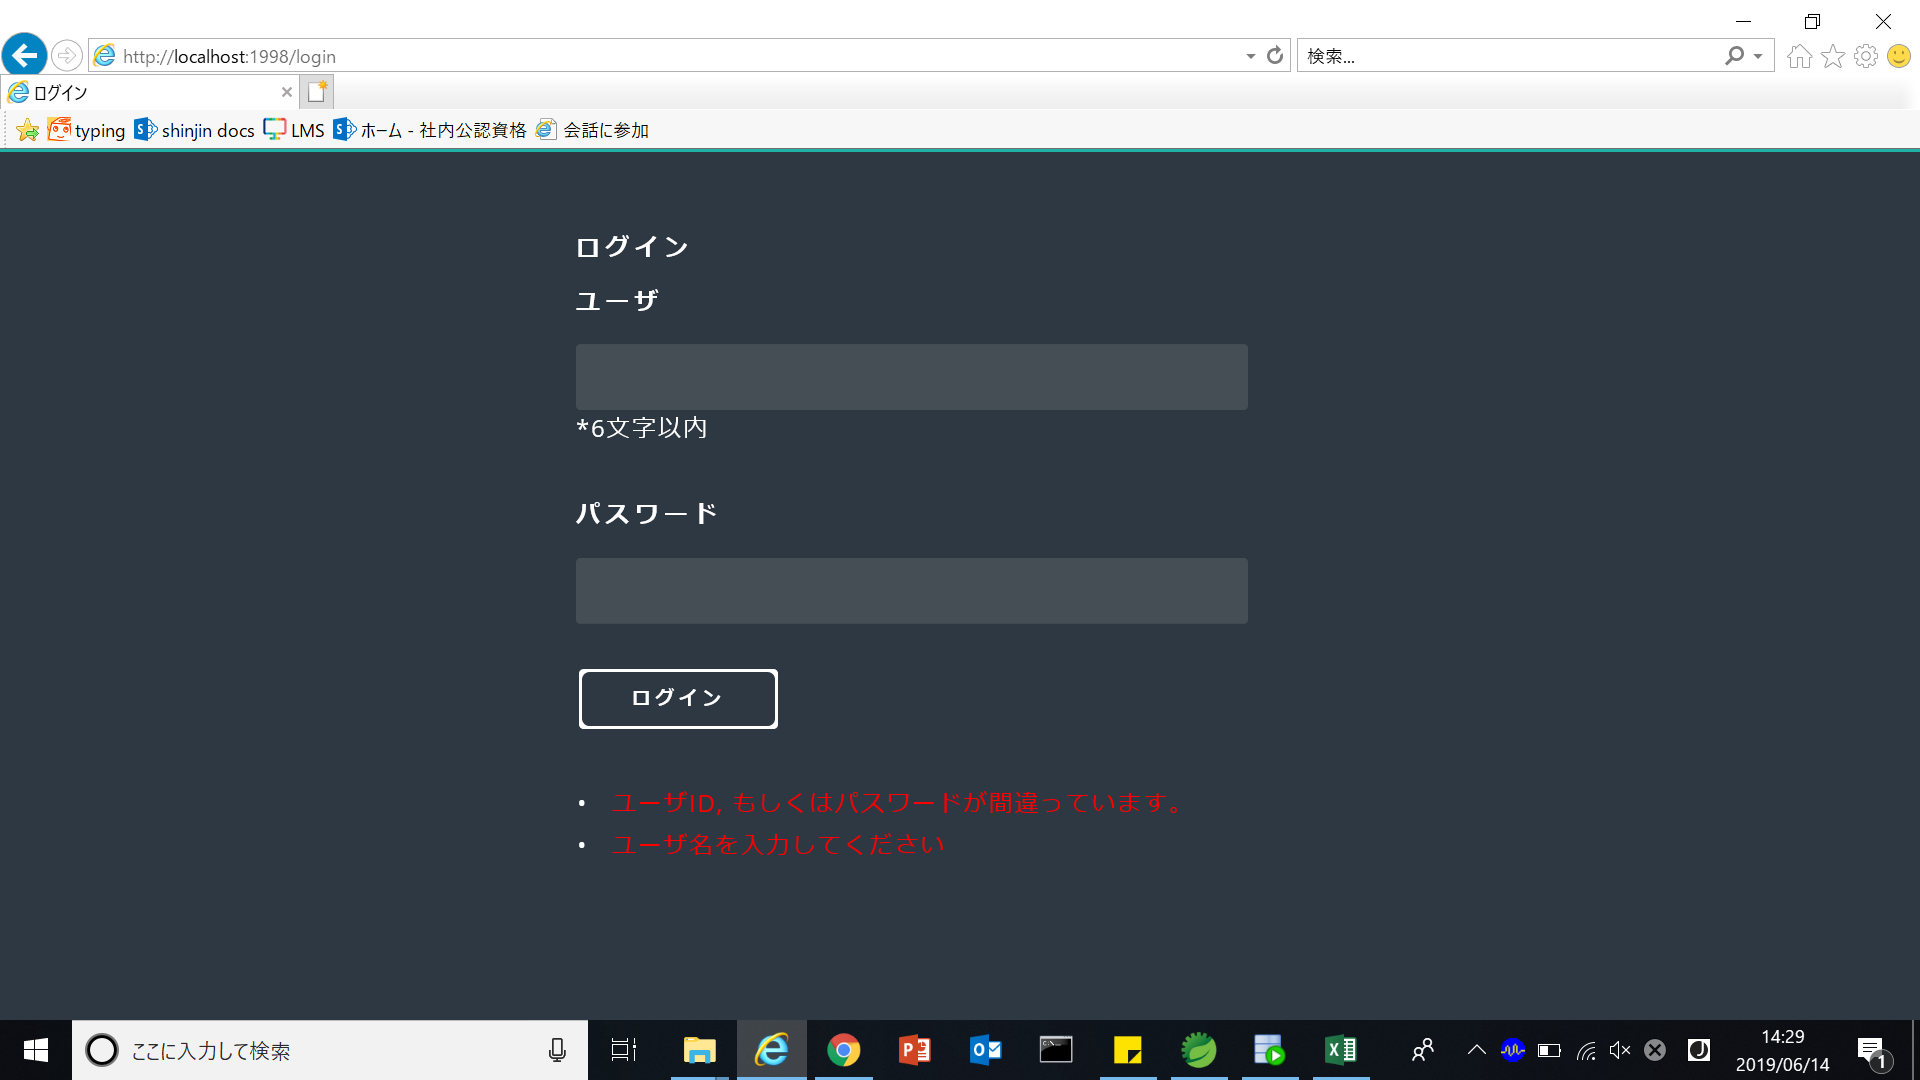 http://localhost:1998/login
検索...
ログイン
typing
shinjin docs
LMS
ホーム - 社内公認資格
会話に参加
ログイン
ユーザ
*6文字以内
パスワード
ログイン
• ユーザID, もしくはパスワードが間違っています。
• ユーザ名を入力してください
ここに入力して検索
14:29
2019/06/14
1